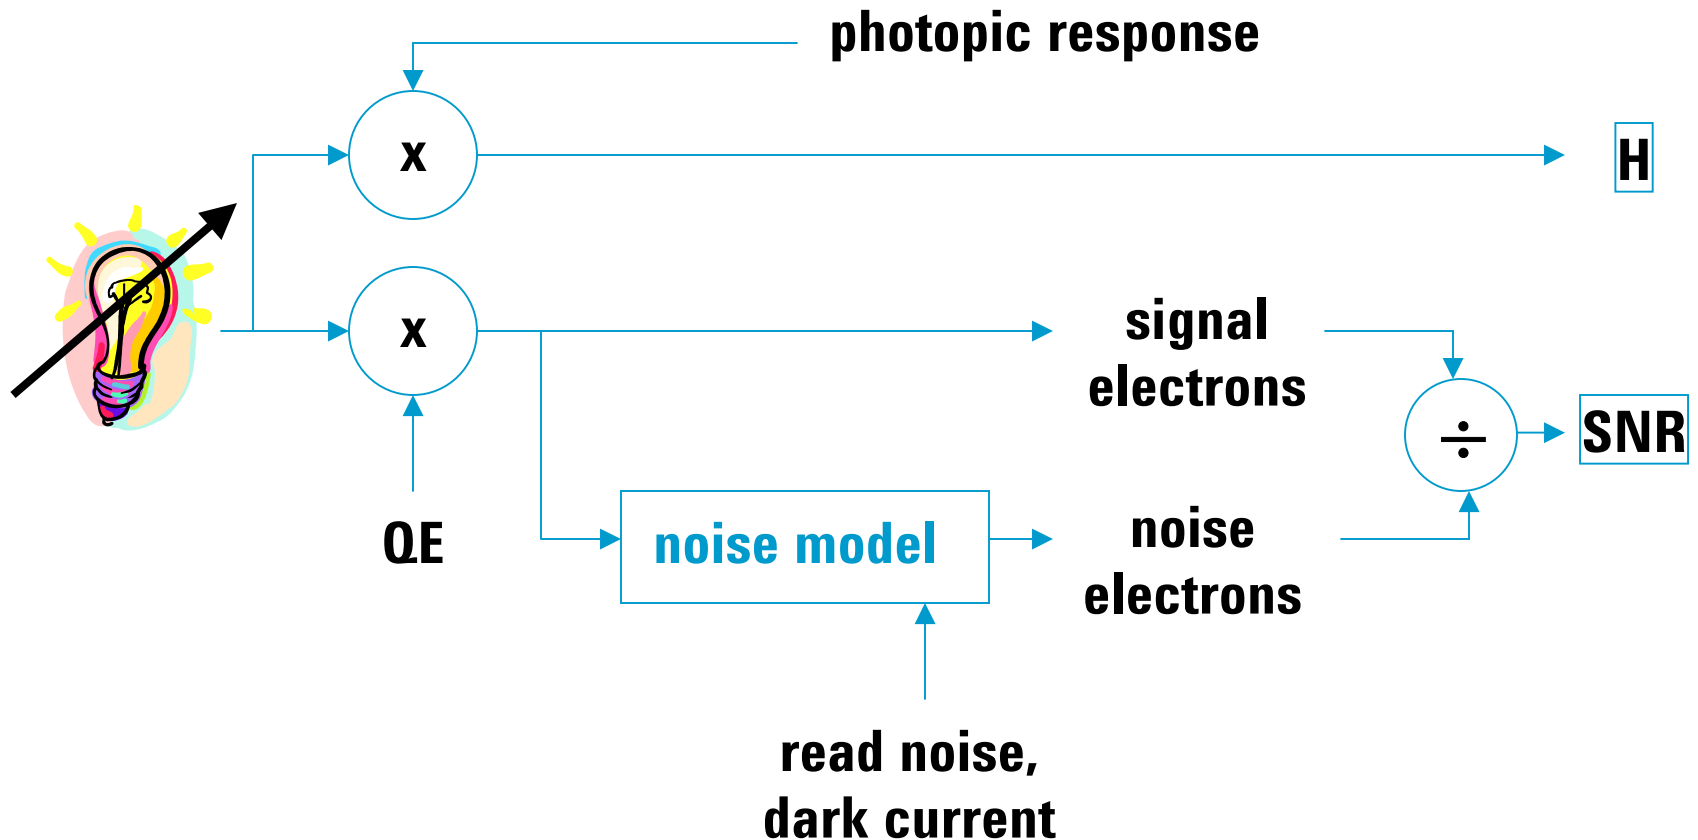 photopic response
x
H
x
signal
electrons
÷
SNR
QE
noise model
noise
electrons
read noise,
dark current